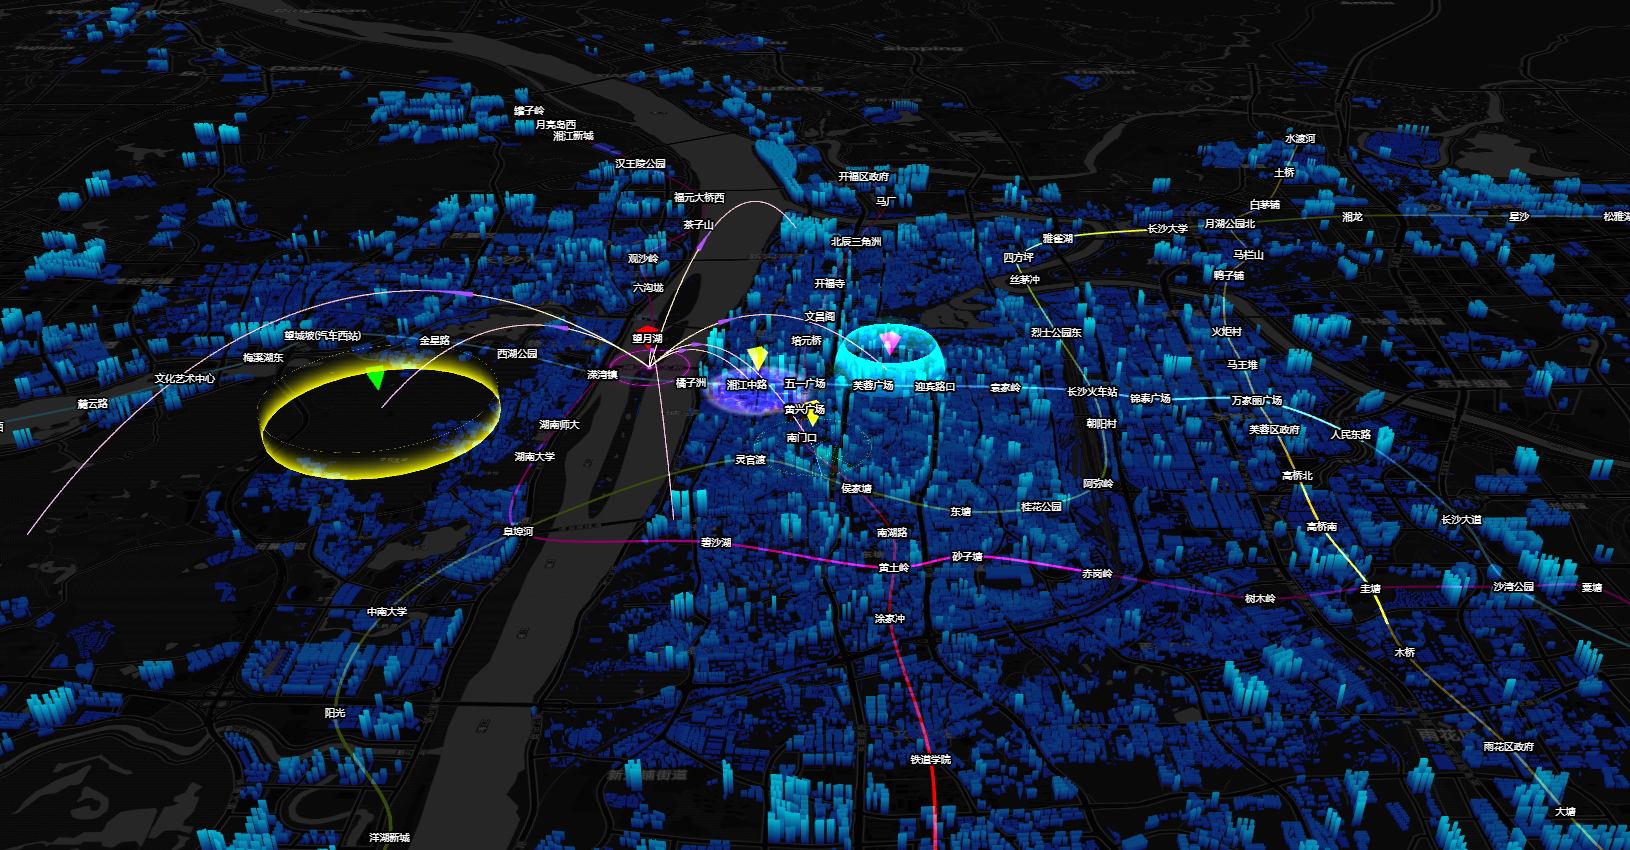 罐子岭
月亮岛西
湘江新城
水渡河
汉王陵公园
土桥
开福区政府
福元大桥西
马厂
白茅铺
松雅湖
湘龙
星沙
茶子山
月湖公园北
长沙大学
雅雀湖
北辰三角洲
观沙岭
四方坪
马栏山
鸭子铺
丝茅冲
开福寺
六沟垅
文昌阁
望城坡(汽车西站)
金星路
望月湖
培元桥
烈士公园东
火炬村
梅溪湖东
西湖公园
马王堆
文化艺术中心
溁湾镇
橘子洲
湘江中路
五一广场
芙蓉广场
迎宾路口
袁家岭
长沙火车站
锦泰广场
万家丽广场
麓云路
黄兴广场
湖南师大
朝阳村
芙蓉区政府
人民东路
西
南门口
湖南大学
灵官渡
高桥北
阿弥岭
侯家塘
桂花公园
东塘
长沙大道
高桥南
阜埠河
南湖路
碧沙湖
砂子塘
黄土岭
赤岗岭
沙湾公园
粟塘
圭塘
树木岭
中南大学
涂家冲
木桥
阳光
雨花区政府
铁道学院
大塘
洋湖新城